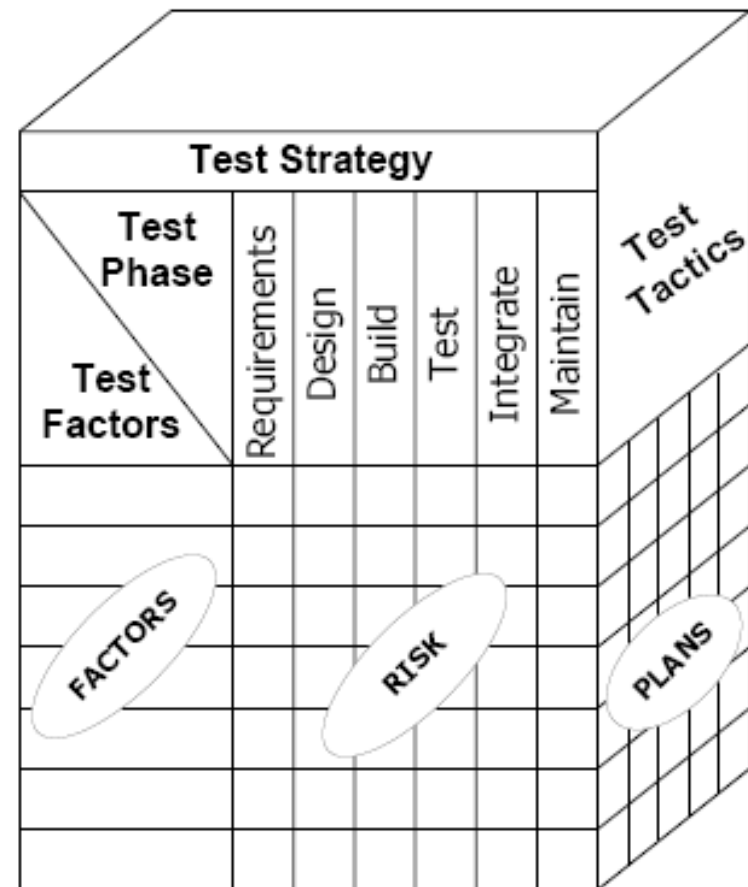 Test Strategy
Test
Phase
Test
Factors
Requirements
Design
Build
Test
Integrate
Maintain
Test
Tactics
FACTORS
RISK
PLANS